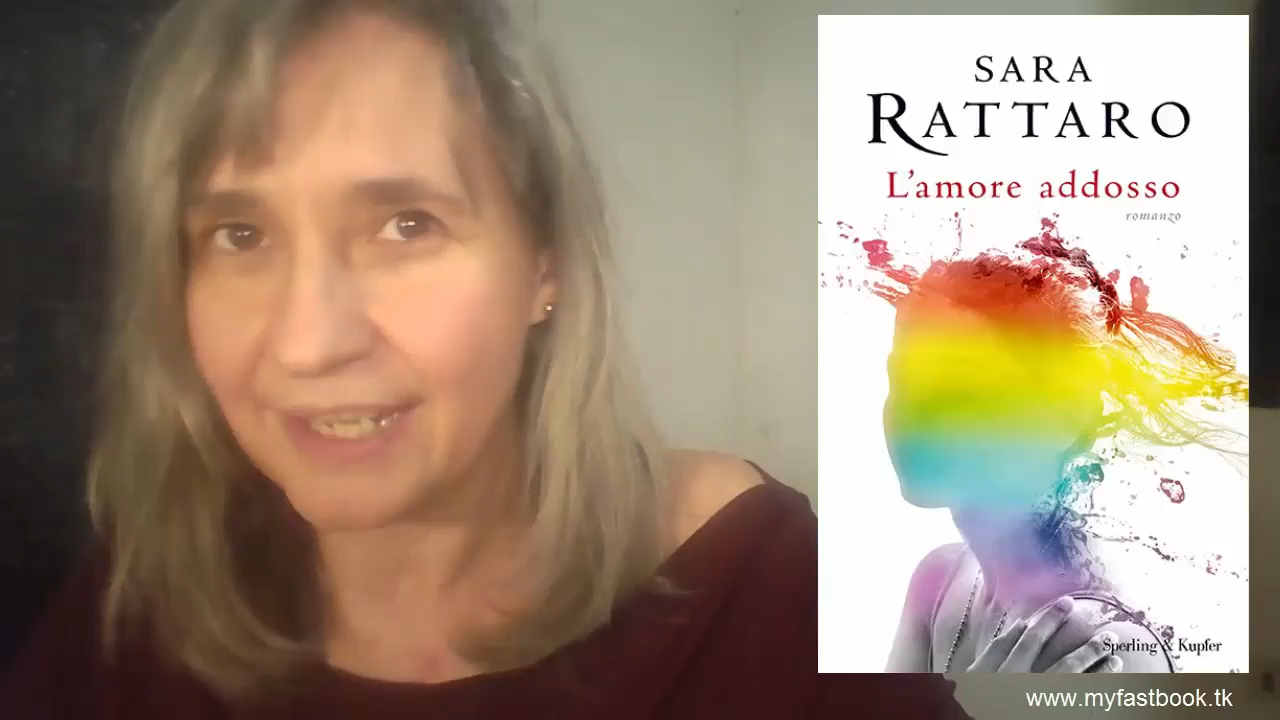 SARA
RATTARO
L'amore addosso
romanzo
Sperling & Kupfer
www.myfastbook.tk